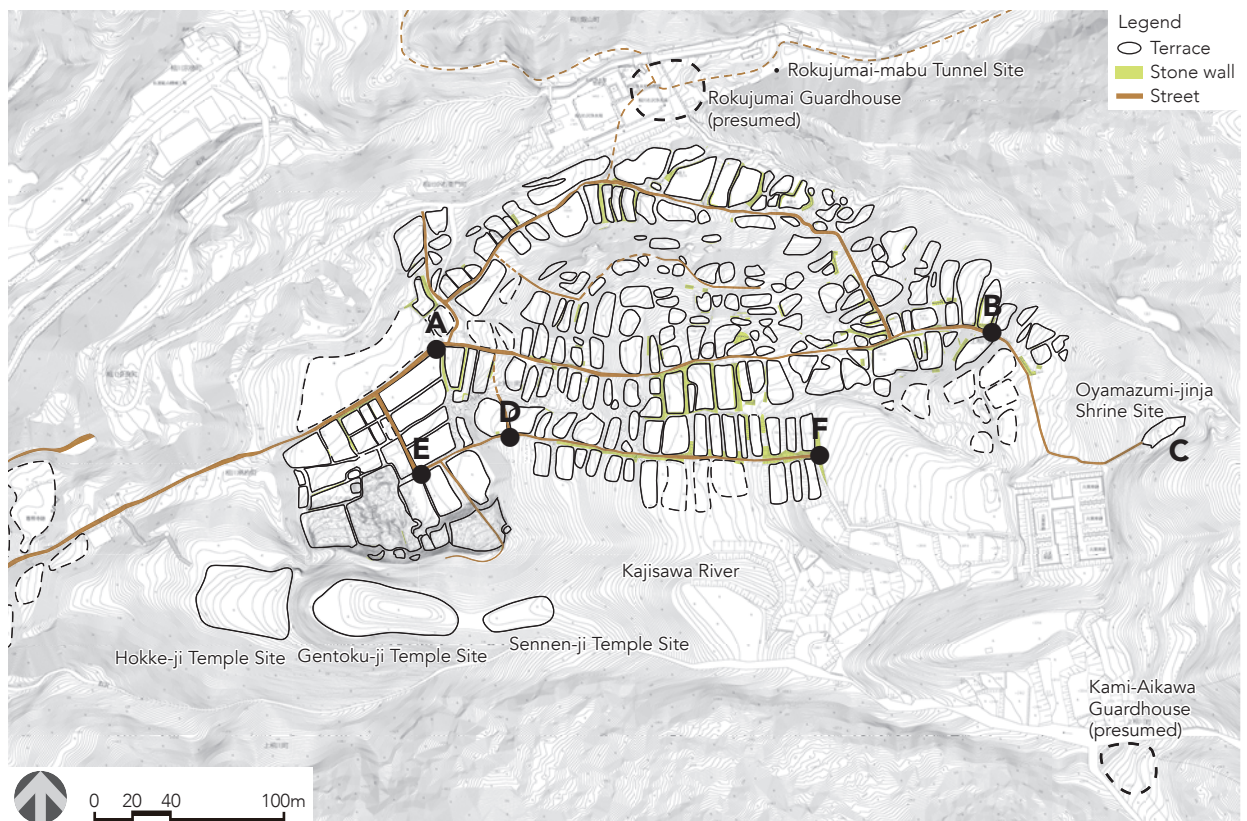 Legend
Terrace
Stone wall
Street
Rokujumai-mabu Tunnel Site
Rokujumai Guardhouse
(presumed)
A
B
Oyamazumi-jinja
Shrine Site
C
D
F
E
Kajisawa River
Hokke-ji Temple Site
Gentoku-ji Temple Site
Sennen-ji Temple Site
Kami-Aikawa
Guardhouse
(presumed)
0 20 40 100m